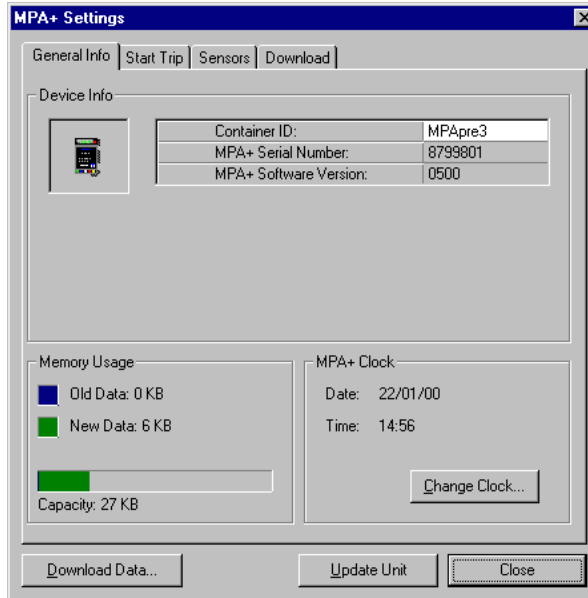 MPA+ Settings
General Info Start Trip Sensors Download
Device Info
Container ID: MPApre3
MPA+ Serial Number: 8799801
MPA+ Software Version: 0500
Memory Usage
Old Data: 0 KB
New Data: 6 KB
Capacity: 27 KB
MPA+ Clock
Date: 22/01/00
Time: 14:56
Change Clock...
Download Data... Update Unit Close